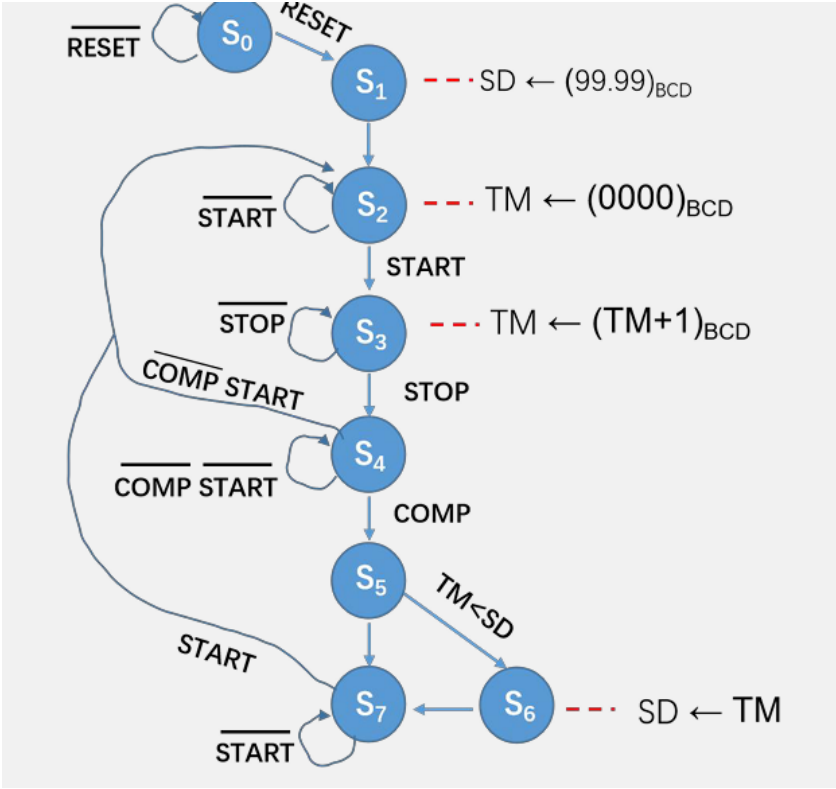 RESET
S₀
RESET
S₁
SD ← (99.99)BCD
START
S₂
TM ← (0000)BCD
START
STOP
S₃
TM ← (TM+1)BCD
COMP START
STOP
S₄
COMP START
COMP
S₅
TM<SD
START
S₇
S₆
SD ← TM
START